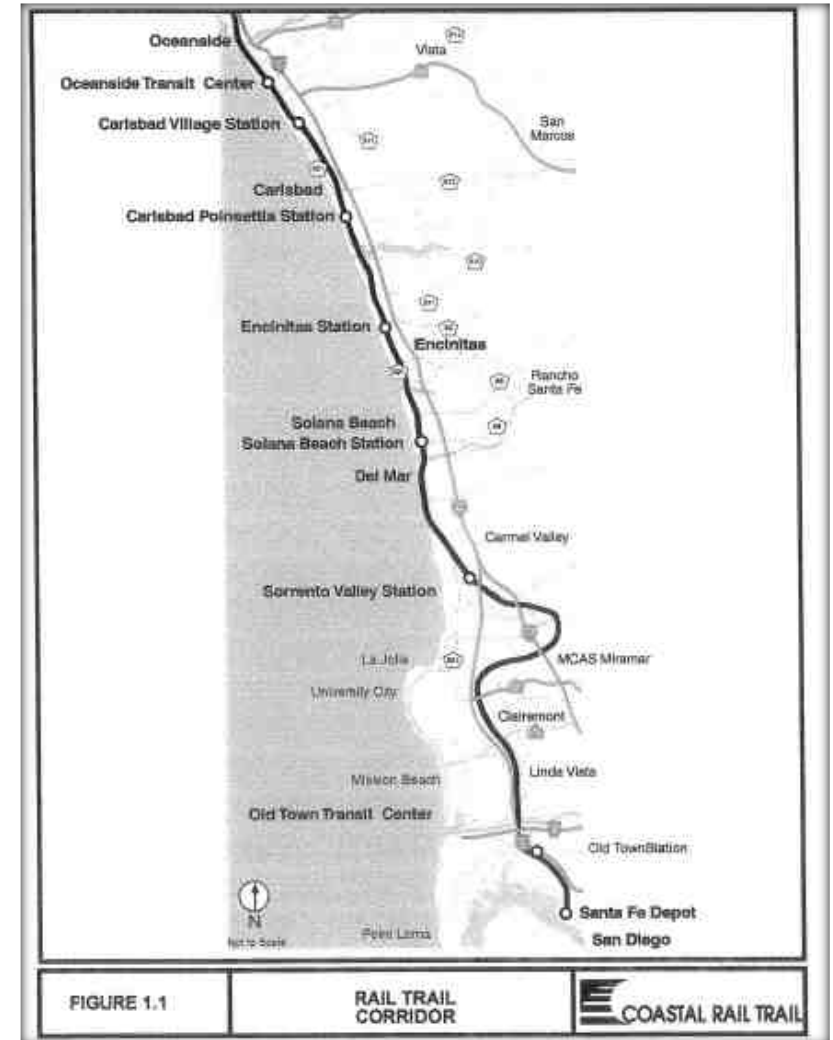 Oceanside
Vista
Oceanside Transit Center
Carlsbad Village Station
San
Marcos
Carlsbad
Carlsbad Poinsettia Station
Encinitas Station
Encinitas
Rancho
Santa Fe
Solana Beach
Solana Beach Station
Del Mar
Carmel Valley
Sorrento Valley Station
La Jolla
MCAS Miramar
University City
Clairemont
Linda Vista
Mission Beach
Old Town Transit Center
Old TownStation
N
Not to Scale
Point Loma
Santa Fe Depot
San Diego
FIGURE 1.1
RAIL TRAIL
CORRIDOR
COASTAL RAIL TRAIL